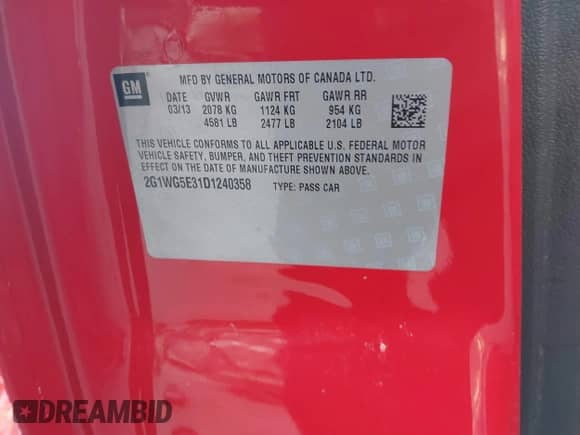 GM
MFD BY GENERAL MOTORS OF CANADA LTD.
DATE GVWR GAWR FRT GAWR RR
03/13 2078 KG 1124 KG 954 KG
4581 LB 2477 LB 2104 LB
THIS VEHICLE CONFORMS TO ALL APPLICABLE U.S. FEDERAL MOTOR
VEHICLE SAFETY, BUMPER, AND THEFT PREVENTION STANDARDS IN
EFFECT ON THE DATE OF MANUFACTURE SHOWN ABOVE.
2G1WG5E31D1240358 TYPE: PASS CAR
DREAMBID